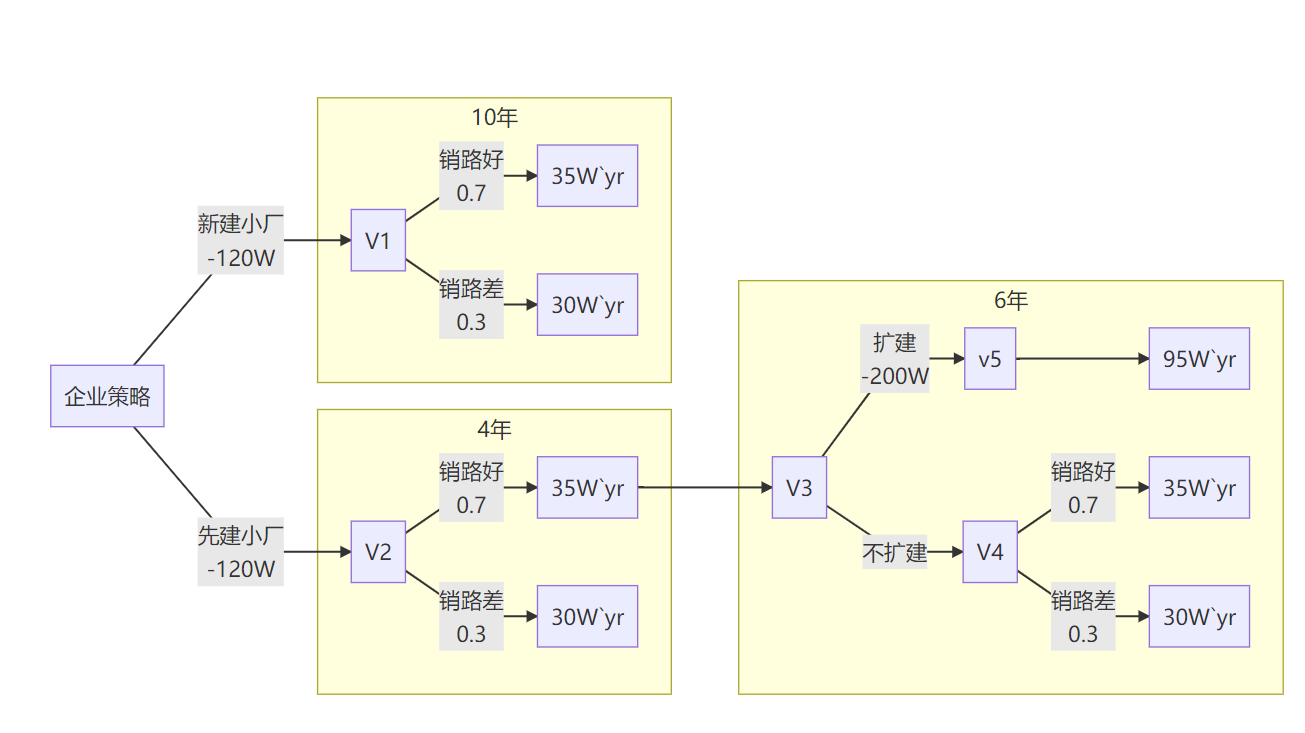 10年
销路好
0.7
35W`yr
新建小厂
-120W
V1
销路差
0.3
30W`yr
企业策略
4年
销路好
0.7
35W`yr
先建小厂
-120W
V2
销路差
0.3
30W`yr
6年
扩建
-200W
v5
95W`yr
V3
不扩建
V4
销路好
0.7
35W`yr
销路差
0.3
30W`yr